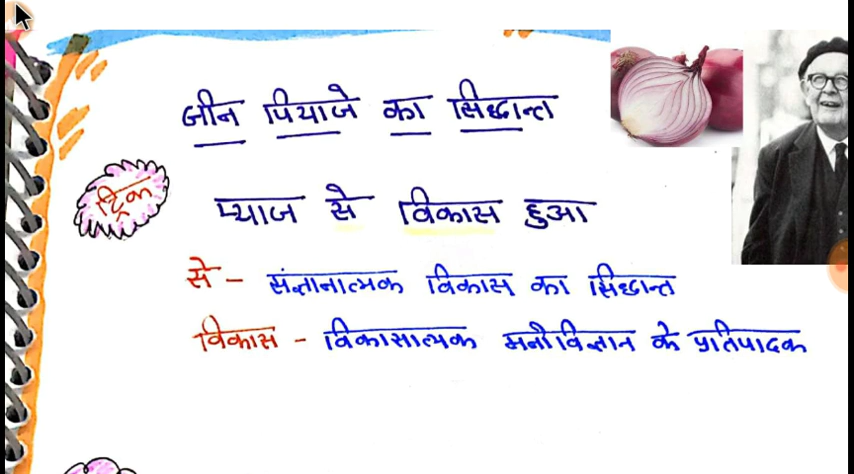 जीन पियाजे का सिद्धान्त
ट्रिक
प्याज से विकास हुआ
से - संज्ञानात्मक विकास का सिद्धान्त
विकास - विकासात्मक मनोविज्ञान के प्रतिपादक